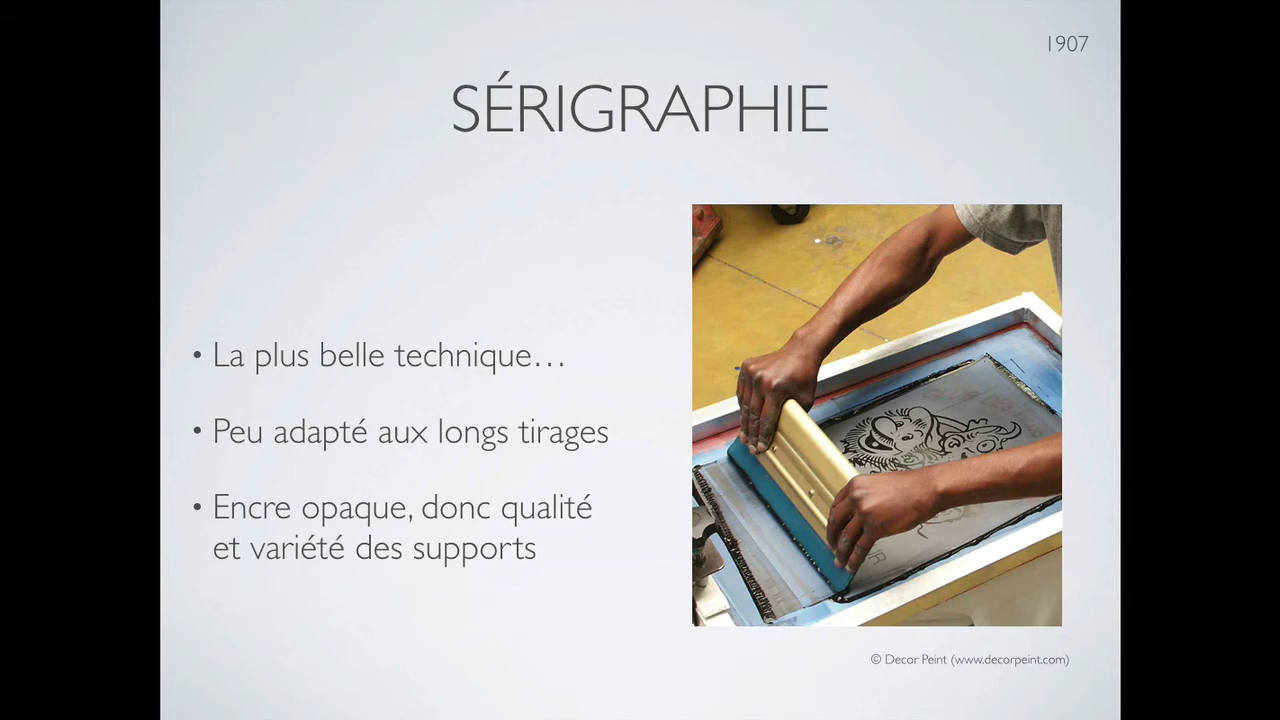 1907
SÉRIGRAPHIE
• La plus belle technique…
• Peu adapté aux longs tirages
• Encre opaque, donc qualité
et variété des supports
© Decor Peint (www.decorpeint.com)